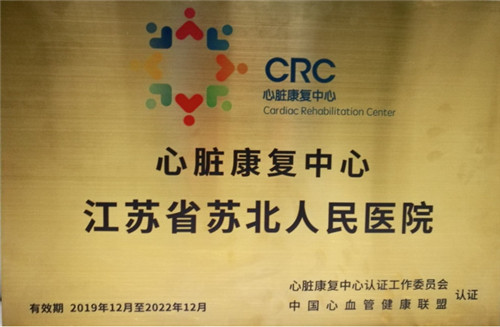 CRC
心脏康复中心
Cardiac Rehabilitation Center
心脏康复中心
江苏省苏北人民医院
心脏康复中心认证工作委员会
中国心血管健康联盟
认证
有效期 2019年12月至2022年12月